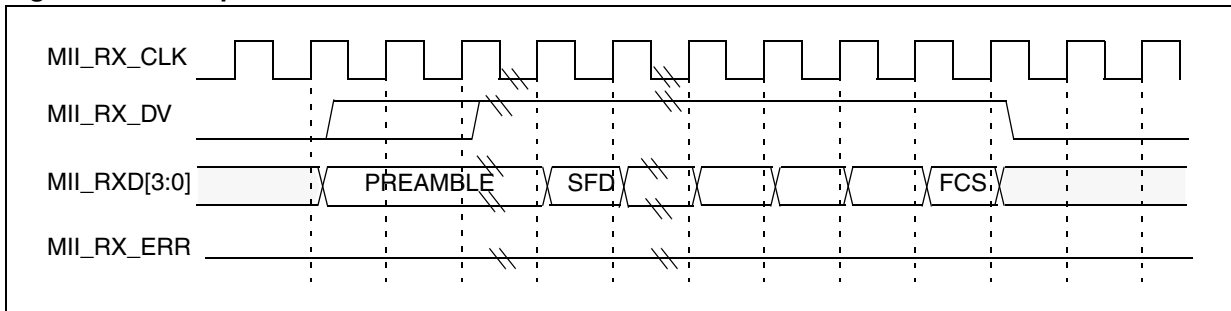 MII_RX_CLK
MII_RX_DV
MII_RXD[3:0]
PREAMBLE
SFD
FCS
MII_RX_ERR